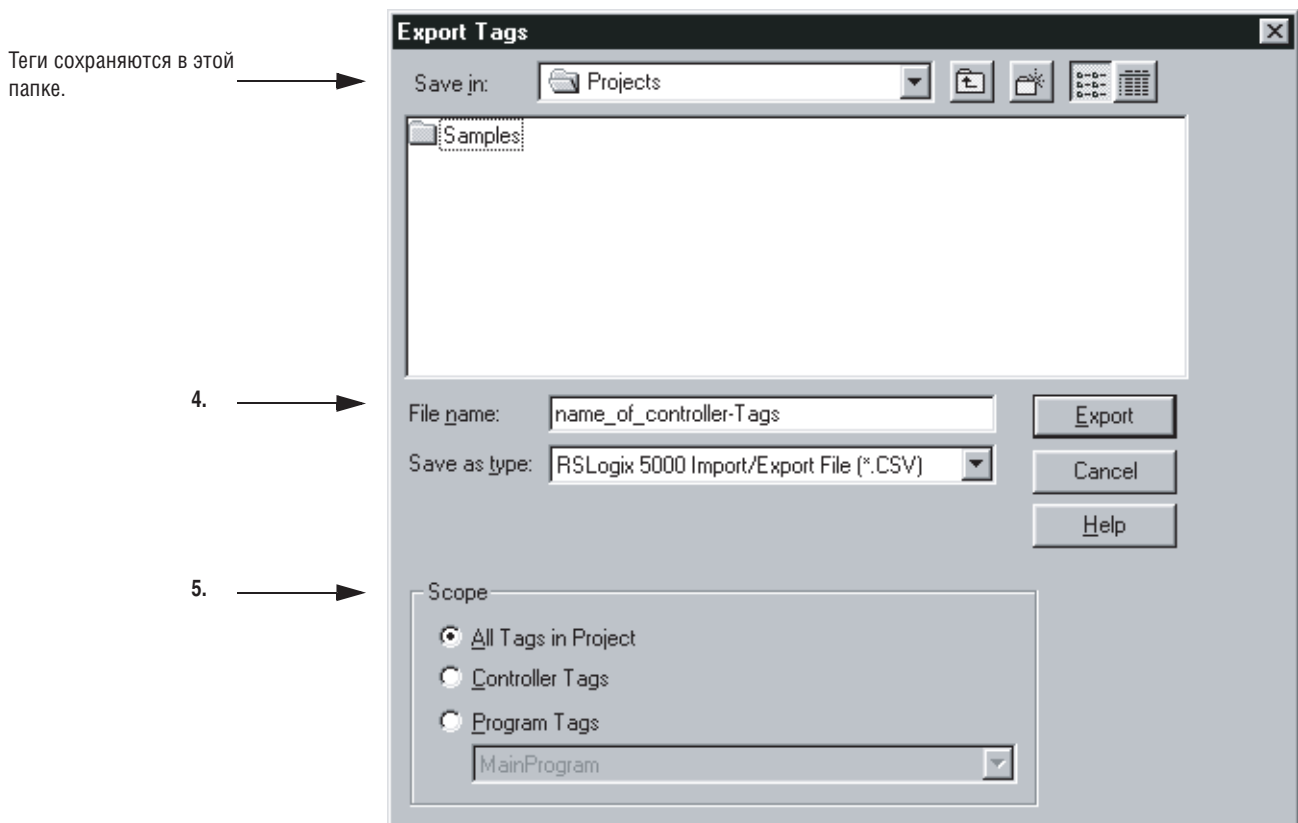 Export Tags
Теги сохраняются в этой
папке.
Save in:
Projects
Samples
4.
File name:
name_of_controller-Tags
Export
Save as type:
RSLogix 5000 Import/Export File (*.CSV)
Cancel
Help
5.
Scope
All Tags in Project
Controller Tags
Program Tags
MainProgram